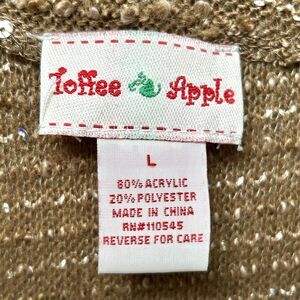 Toffee Apple
L
80% ACRYLIC
20% POLYESTER
MADE IN CHINA
RN#110545
REVERSE FOR CARE